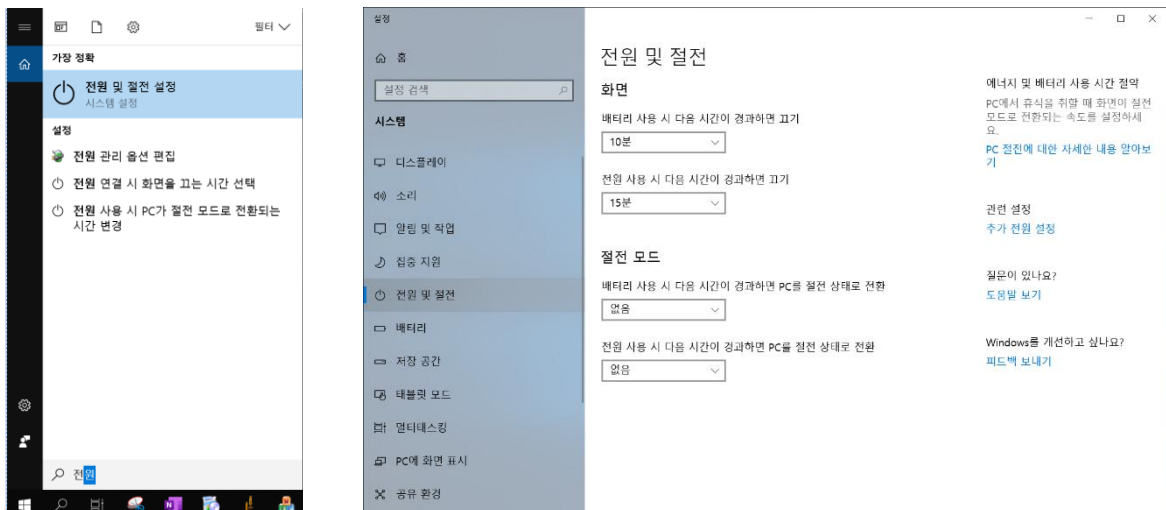 필터
가장 정확
전원 및 절전 설정
시스템 설정
설정
전원 관리 옵션 편집
전원 연결 시 화면을 끄는 시간 선택
전원 사용 시 PC가 절전 모드로 전환되는
시간 변경
전원
설정
홈
설정 검색
시스템
디스플레이
소리
알림 및 작업
집중 지원
전원 및 절전
배터리
저장 공간
태블릿 모드
멀티태스킹
PC에 화면 표시
공유 환경
전원 및 절전
화면
배터리 사용 시 다음 시간이 경과하면 끄기
10분
전원 사용 시 다음 시간이 경과하면 끄기
15분
절전 모드
배터리 사용 시 다음 시간이 경과하면 PC를 절전 상태로 전환
없음
전원 사용 시 다음 시간이 경과하면 PC를 절전 상태로 전환
없음
에너지 및 배터리 사용 시간 절약
PC에서 휴식을 취할 때 화면이 절전
모드로 전환되는 속도를 설정하세
요.
PC 절전에 대한 자세한 내용 알아보
기
관련 설정
추가 전원 설정
질문이 있나요?
도움말 보기
Windows를 개선하고 싶나요?
피드백 보내기